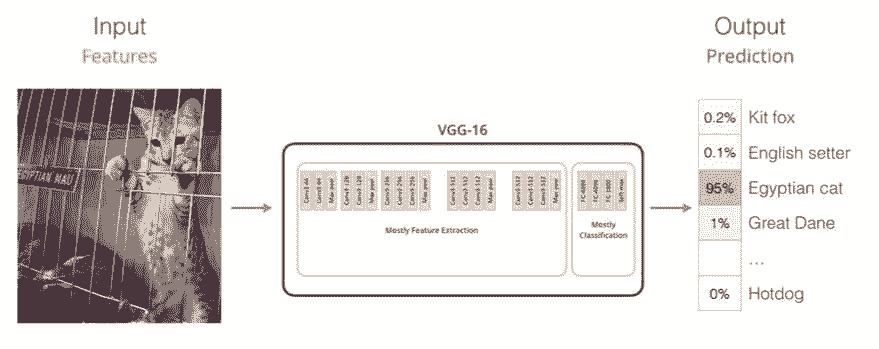 Input
Features
EGYPTIAN MAU
VGG-16
Conv3-64
Conv3-64
Max pool
Conv3-128
Conv3-128
Max pool
Conv3-256
Conv3-256
Conv3-256
Max pool
Conv3-512
Conv3-512
Conv3-512
Max pool
Conv3-512
Conv3-512
Conv3-512
Max pool
Mostly Feature Extraction
FC-4096
FC-4096
FC-1000
Soft-max
Mostly
Classification
Output
Prediction
0.2% Kit fox
0.1% English setter
95% Egyptian cat
1% Great Dane
...
0% Hotdog